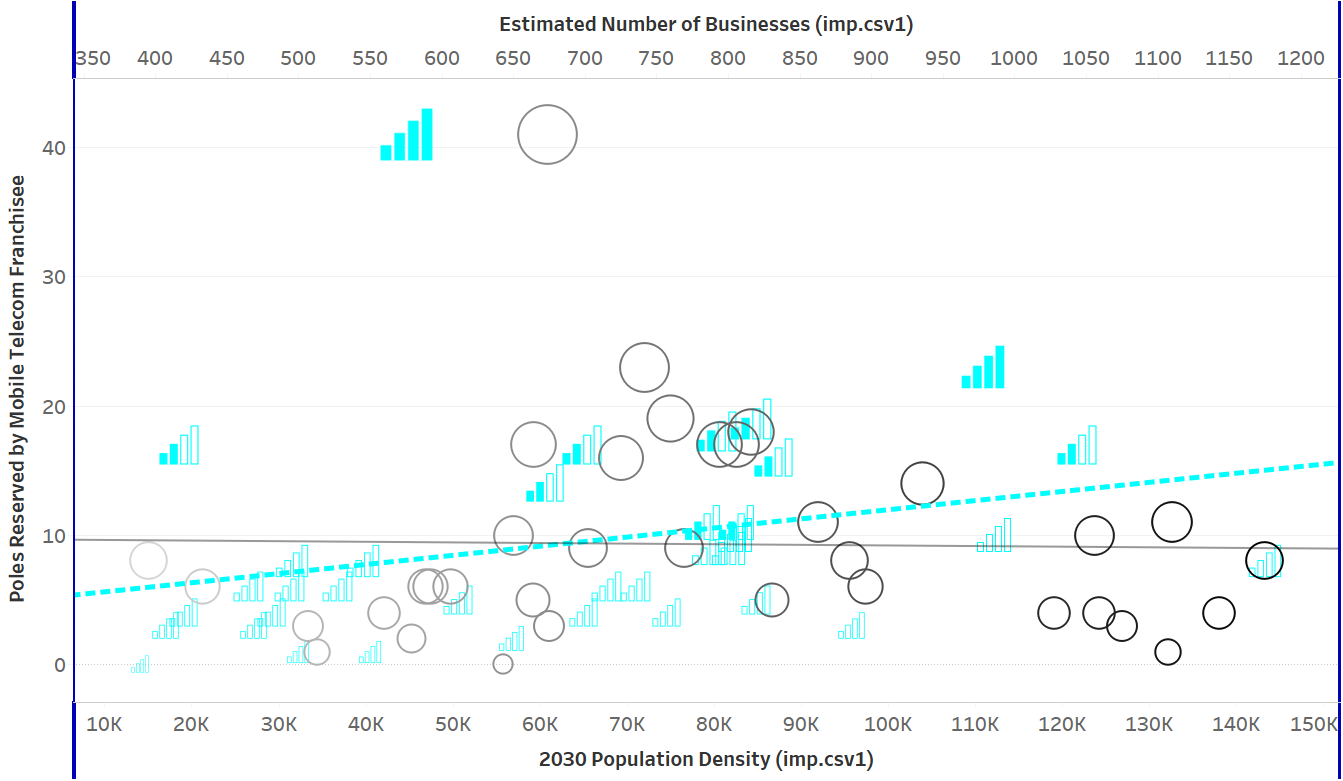 Estimated Number of Businesses (imp.csv1)
350 400 450 500 550 600 650 700 750 800 850 900 950 1000 1050 1100 1150 1200
Poles Reserved by Mobile Telecom Franchisee
40
30
20
10
0
10K 20K 30K 40K 50K 60K 70K 80K 90K 100K 110K 120K 130K 140K 150K
2030 Population Density (imp.csv1)